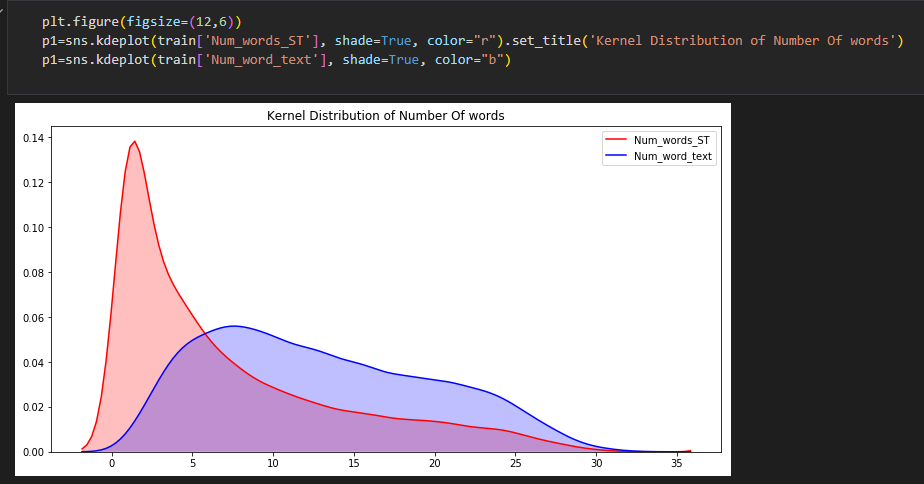 plt.figure(figsize=(12,6))
p1=sns.kdeplot(train['Num_words_ST'], shade=True, color="r").set_title('Kernel Distribution of Number Of words')
p1=sns.kdeplot(train['Num_word_text'], shade=True, color="b")
Kernel Distribution of Number Of words
Num_words_ST
Num_word_text
0.14
0.12
0.10
0.08
0.06
0.04
0.02
0.00
0 5 10 15 20 25 30 35